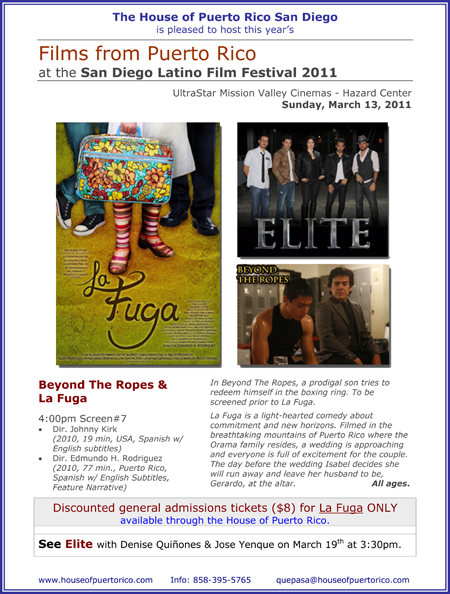 The House of Puerto Rico San Diego
is pleased to host this year's
Films from Puerto Rico
at the San Diego Latino Film Festival 2011
UltraStar Mission Valley Cinemas - Hazard Center
Sunday, March 13, 2011
La Fuga
ELITE
BEYOND
THE ROPES
Beyond The Ropes &
La Fuga
4:00pm Screen#7
• Dir. Johnny Kirk
(2010, 19 min, USA, Spanish w/
English subtitles)
• Dir. Edmundo H. Rodriguez
(2010, 77 min., Puerto Rico,
Spanish w/ English Subtitles,
Feature Narrative)
In Beyond The Ropes, a prodigal son tries to
redeem himself in the boxing ring. To be
screened prior to La Fuga.
La Fuga is a light-hearted comedy about
commitment and new horizons. Filmed in the
breathtaking mountains of Puerto Rico where the
Orama family resides, a wedding is approaching
and everyone is full of excitement for the couple.
The day before the wedding Isabel decides she
will run away and leave her husband to be,
Gerardo, at the altar. All ages.
Discounted general admissions tickets ($8) for La Fuga ONLY
available through the House of Puerto Rico.
See Elite with Denise Quiñones & Jose Yenque on March 19th at 3:30pm.
www.houseofpuertorico.com Info: 858-395-5765 quepasa@houseofpuertorico.com